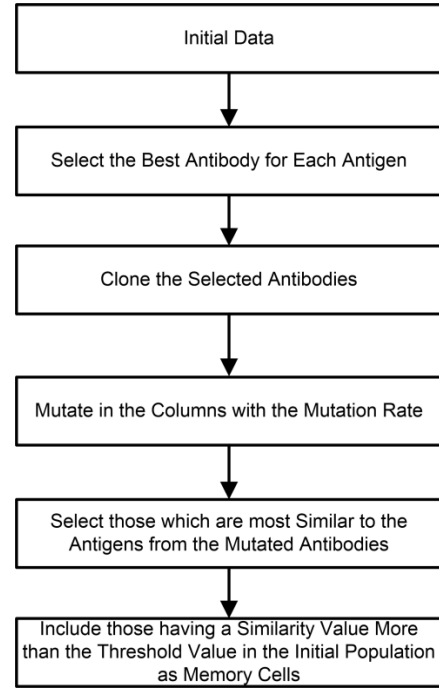 Initial Data
Select the Best Antibody for Each Antigen
Clone the Selected Antibodies
Mutate in the Columns with the Mutation Rate
Select those which are most Similar to the
Antigens from the Mutated Antibodies
Include those having a Similarity Value More
than the Threshold Value in the Initial Population
as Memory Cells